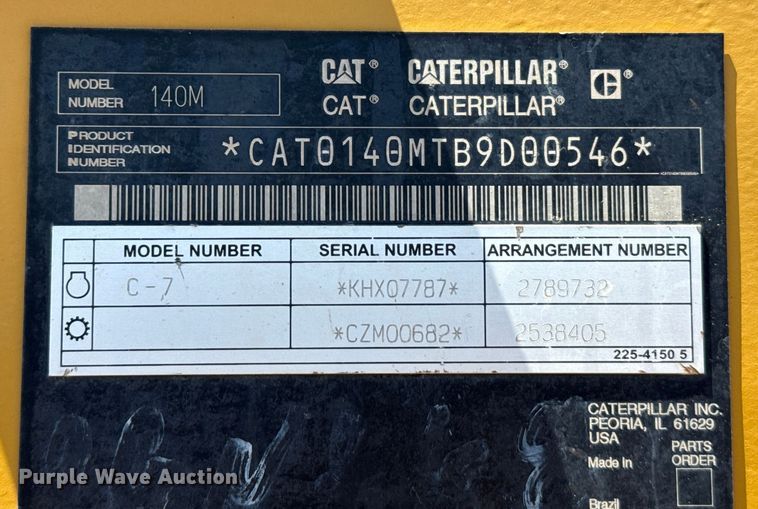 MODEL NUMBER 140M
CAT® CATERPILLAR® ®
CAT® CATERPILLAR®
PRODUCT IDENTIFICATION NUMBER *CAT0140MTB9D00546*
*CAT0140MTB9D00546*
MODEL NUMBER SERIAL NUMBER ARRANGEMENT NUMBER
C-7 *KHX07787* 2789732
*CZM00682* 2538405
225-4150 5
CATERPILLAR INC.
PEORIA, IL 61629
USA
PARTS ORDER
Made In
Brazil
Purple Wave Auction